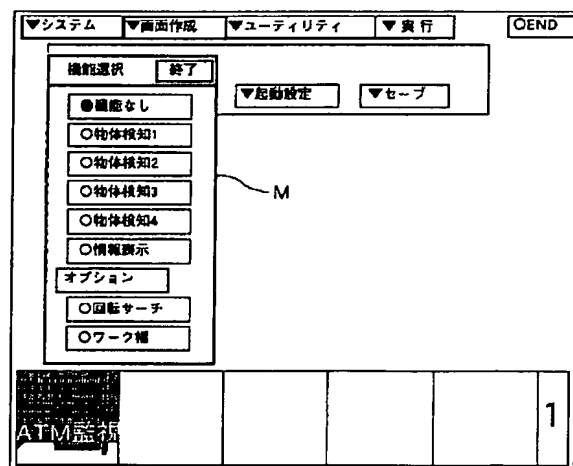 ▼システム ▼画面作成 ▼ユーティリティ ▼実行 ○END
機能選択 終了
▼起動設定 ▼セーブ
●機能なし
○物体検知1
○物体検知2
○物体検知3
M
○物体検知4
○情報表示
オプション
○回転サーチ
○ワーク幅
1
ATM監視